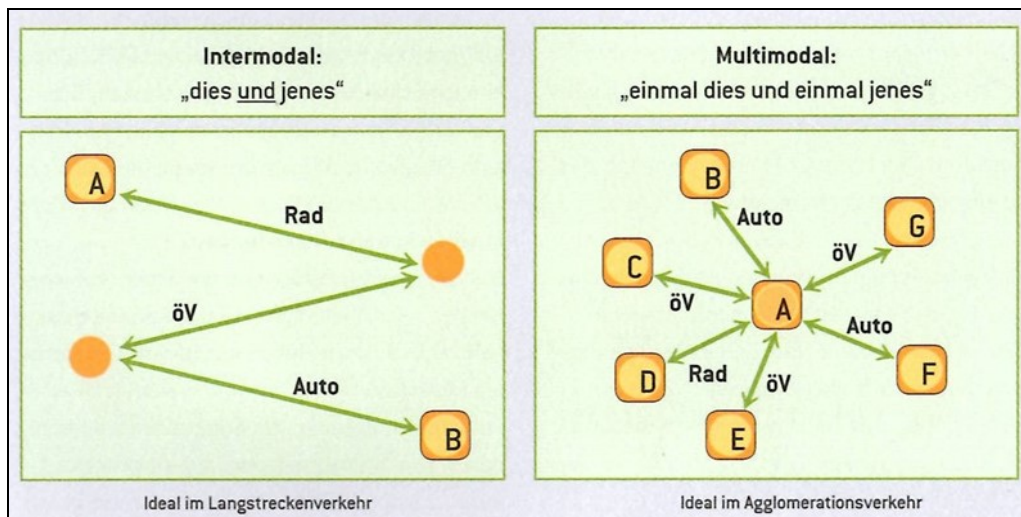 Intermodal:
„dies und jenes“
A
Rad
öV
Auto
B
Ideal im Langstreckenverkehr
Multimodal:
„einmal dies und einmal jenes“
B
Auto
G
öV
C
öV
A
Auto
D
Rad
öV
F
E
Ideal im Agglomerationsverkehr